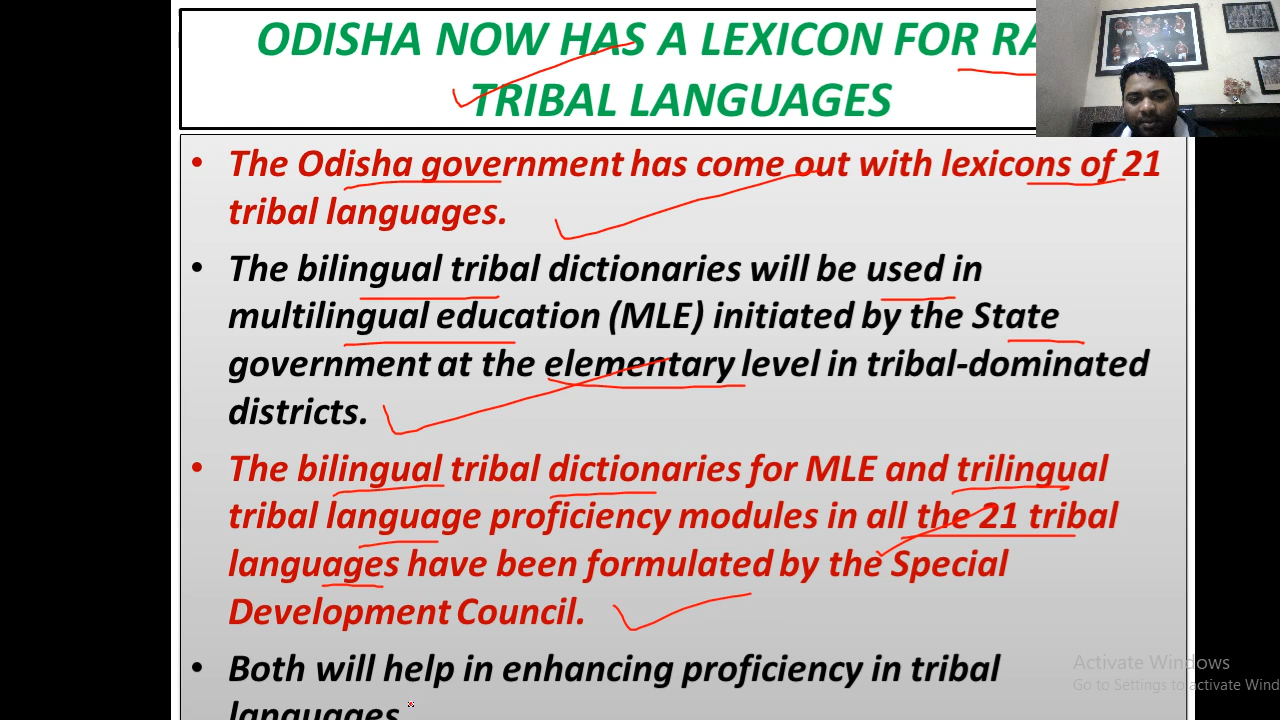 ODISHA NOW HAS A LEXICON FOR
TRIBAL LANGUAGES
• The Odisha government has come out with lexicons of 21
tribal languages.
• The bilingual tribal dictionaries will be used in
multilingual education (MLE) initiated by the State
government at the elementary level in tribal-dominated
districts.
• The bilingual tribal dictionaries for MLE and trilingual
tribal language proficiency modules in all the 21 tribal
languages have been formulated by the Special
Development Council.
• Both will help in enhancing proficiency in tribal
languages.
Activate Windows
Go to Settings to activate Wind